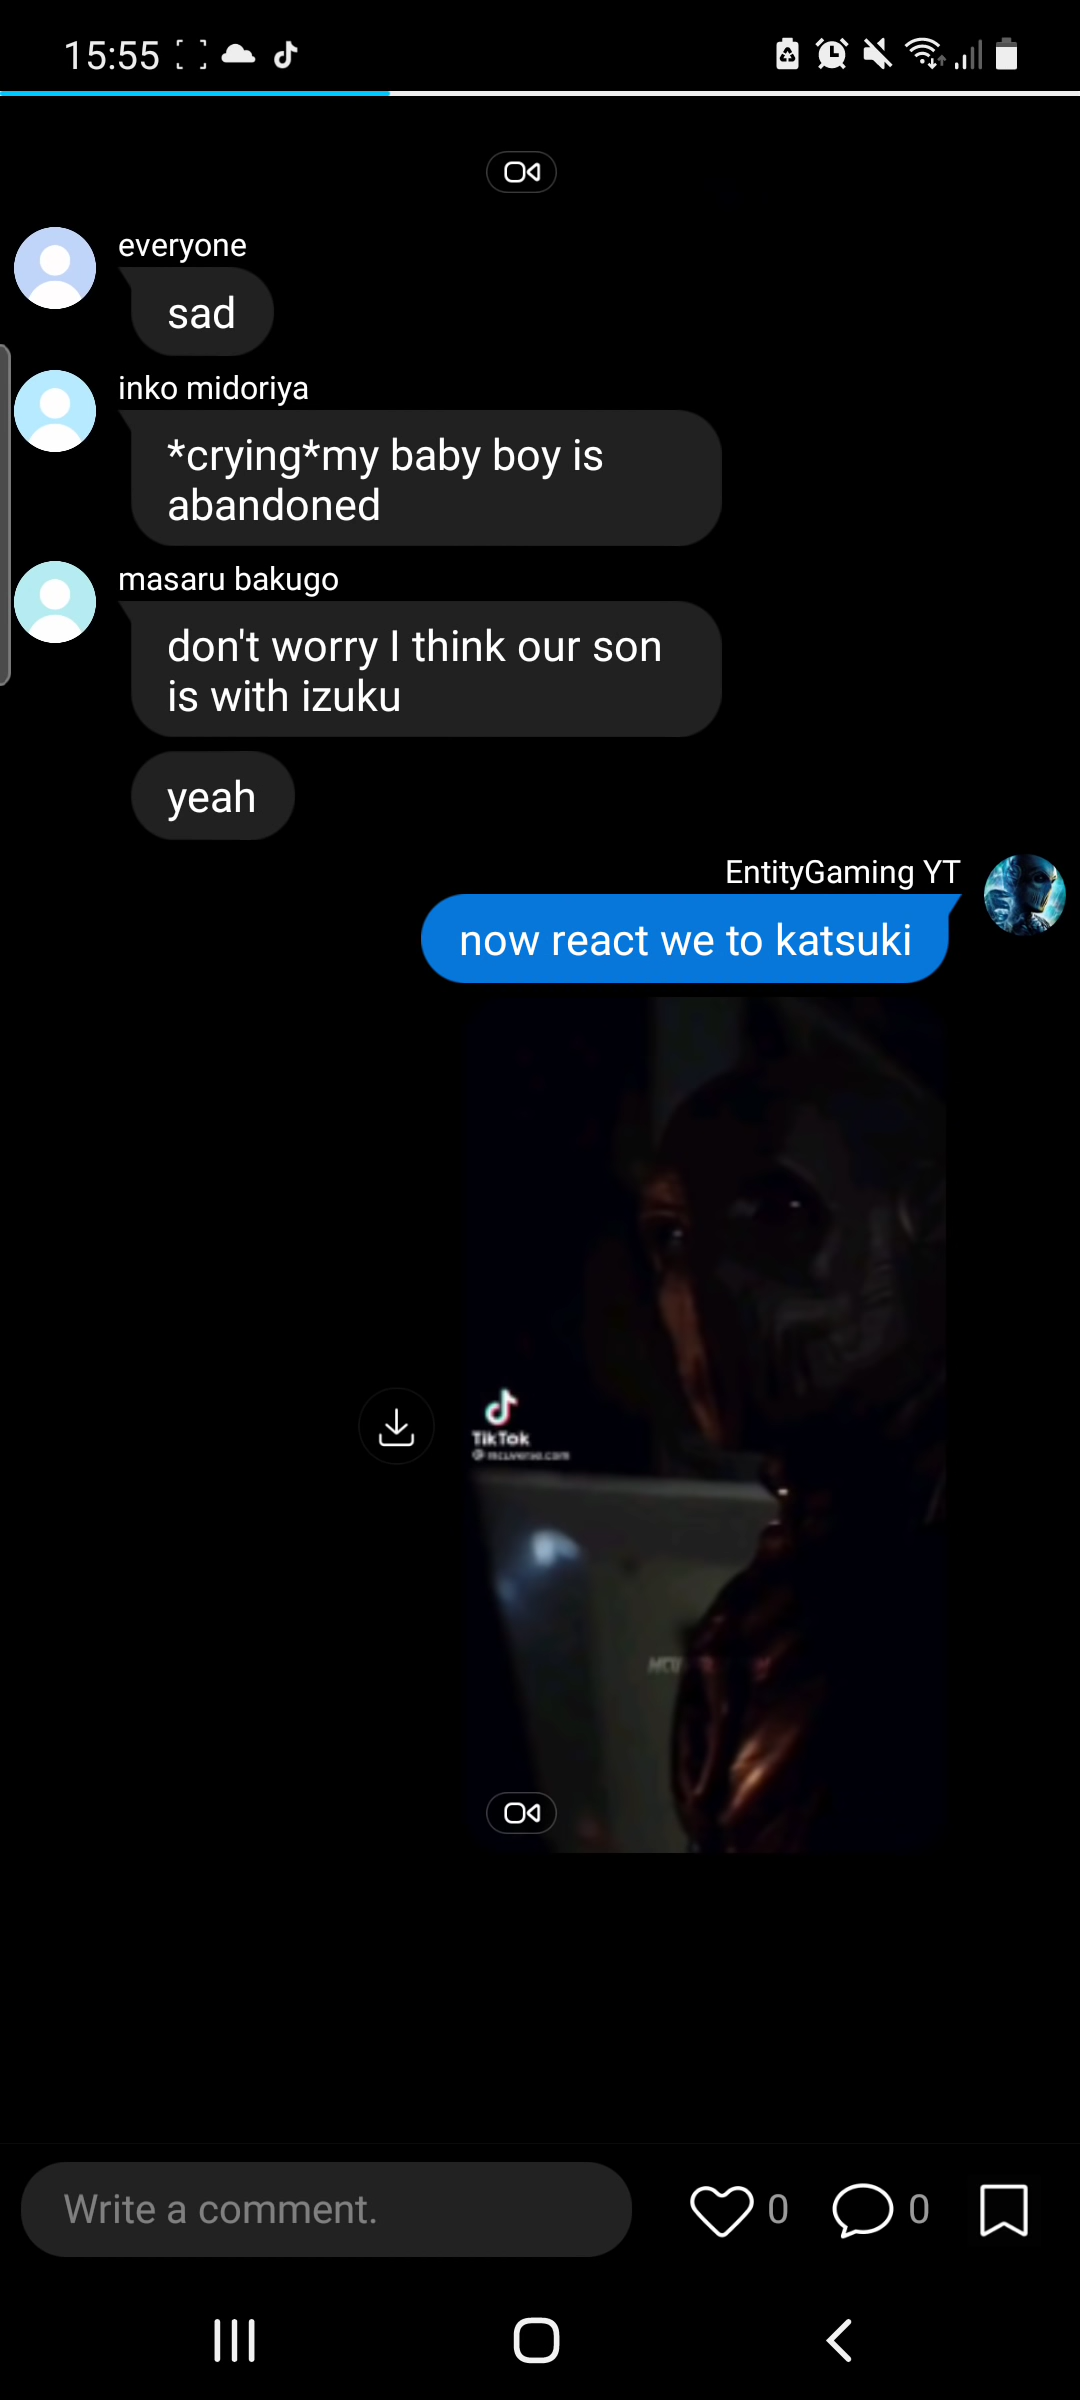 15:55
everyone
sad
inko midoriya
*crying*my baby boy is
abandoned
masaru bakugo
don't worry I think our son
is with izuku
yeah
EntityGaming YT
now react we to katsuki
TikTok
MCU
Write a comment.
0
0